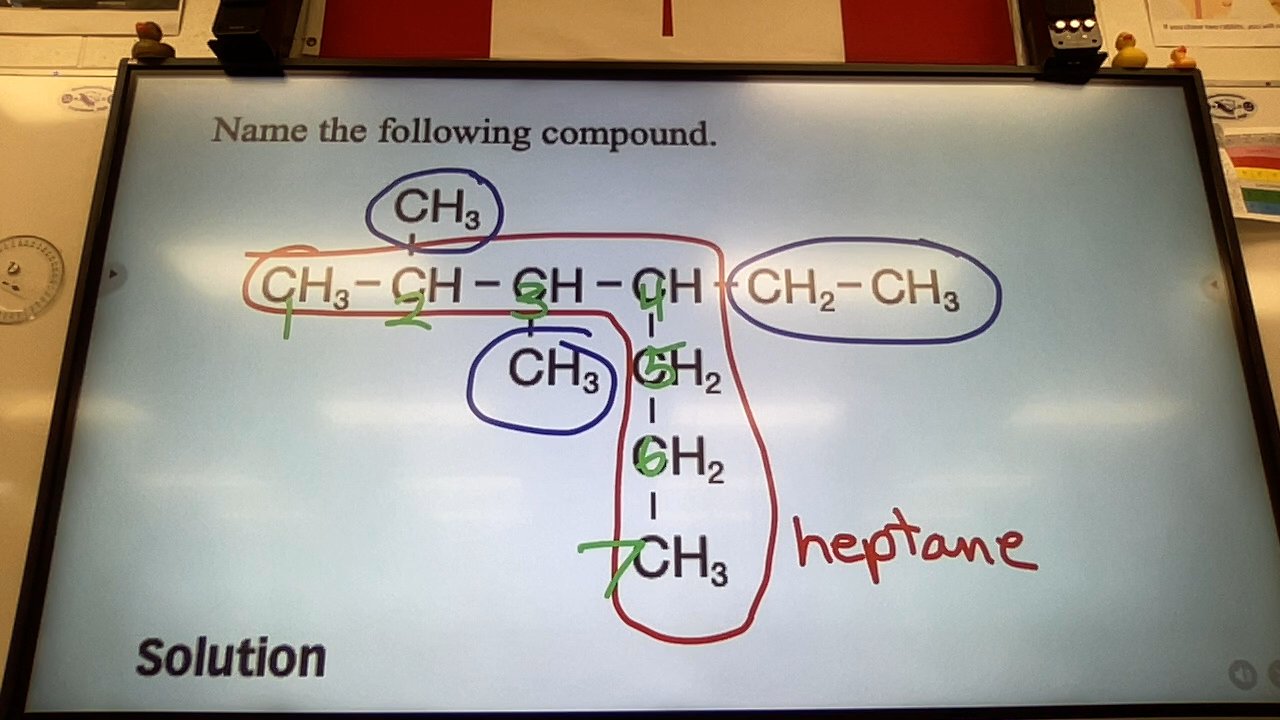 Name the following compound.
CH₃
CH₃–CH–CH–CH–CH₂–CH₃
1 2 3 4
CH₃ CH₂
5
CH₂
6
CH₃
7
heptane
Solution